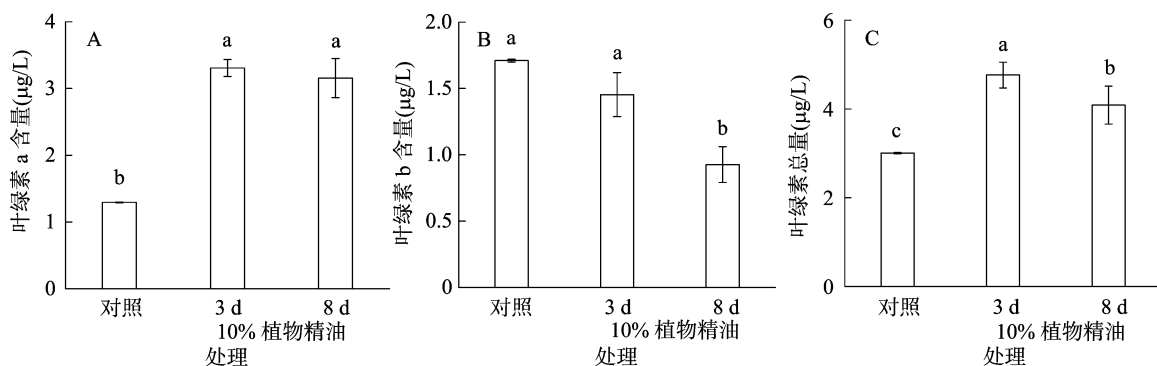 A
叶绿素 a 含量(μg/L)
4
3
2
1
0
b
a
a
对照
3 d
8 d
10% 植物精油
处理
B
叶绿素 b 含量(μg/L)
2.0
1.5
1.0
0.5
0
a
a
b
对照
3 d
8 d
10% 植物精油
处理
C
叶绿素总量(μg/L)
6
4
2
0
c
a
b
对照
3 d
8 d
10% 植物精油
处理